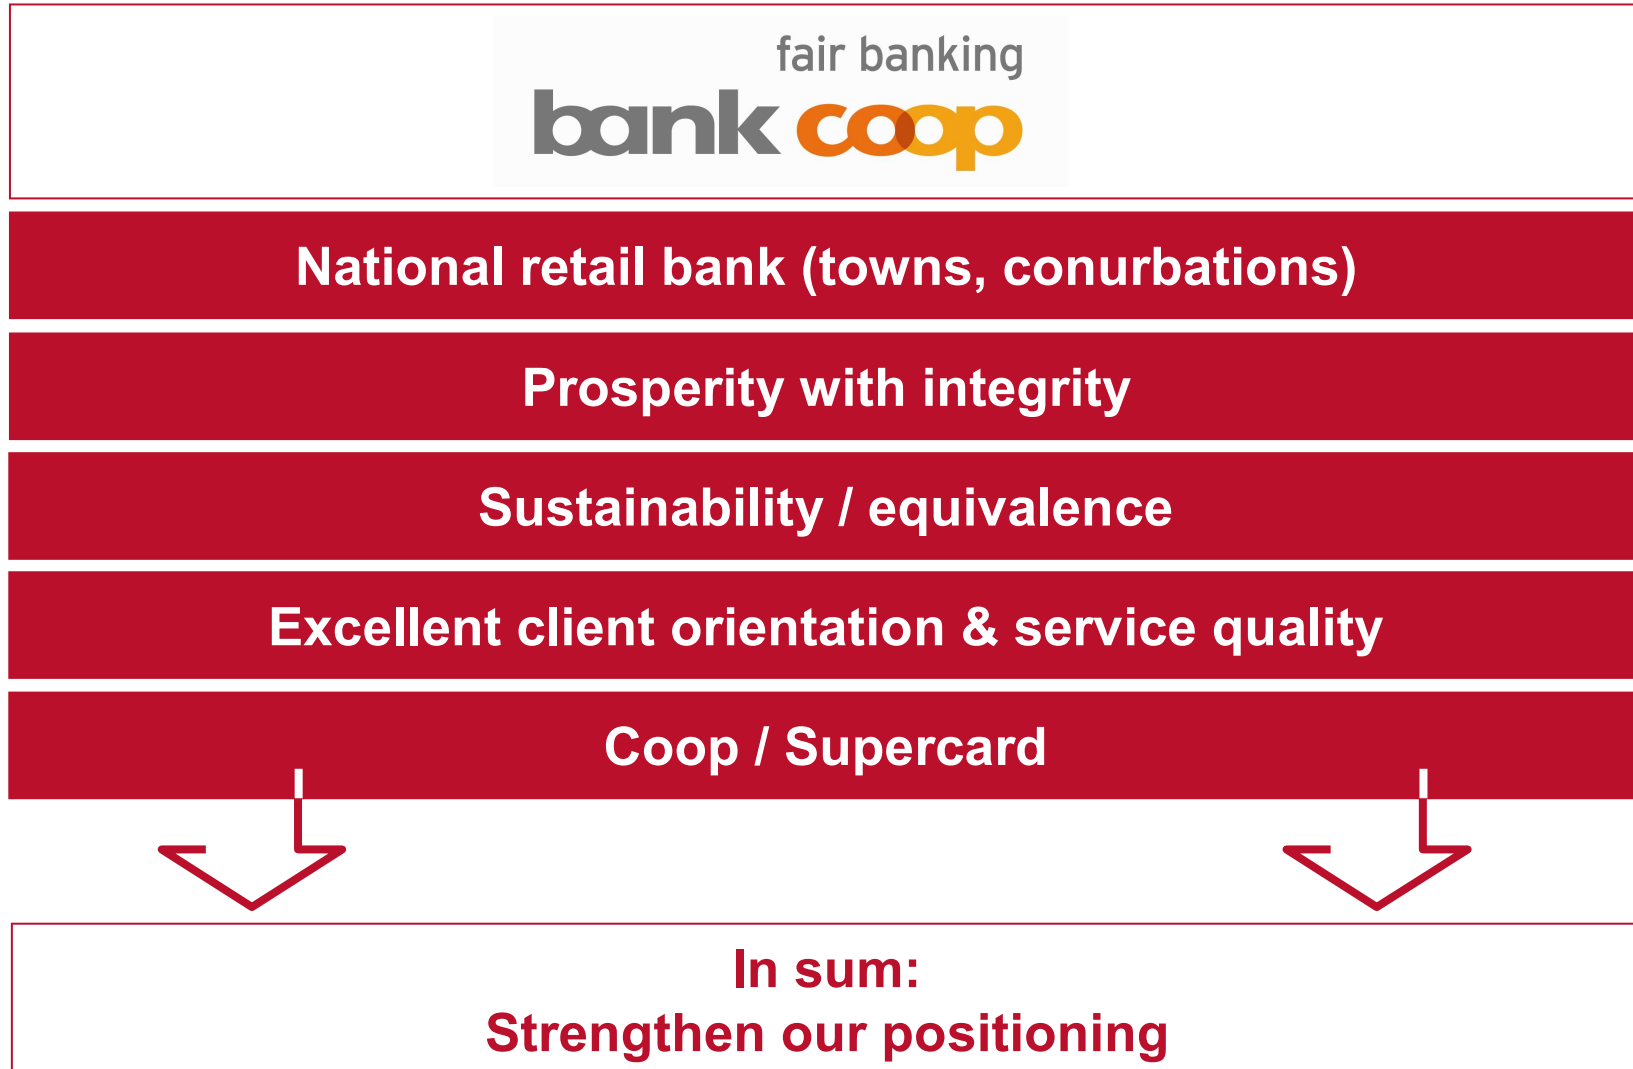 fair banking
bank coop
National retail bank (towns, conurbations)
Prosperity with integrity
Sustainability / equivalence
Excellent client orientation & service quality
Coop / Supercard
In sum:
Strengthen our positioning